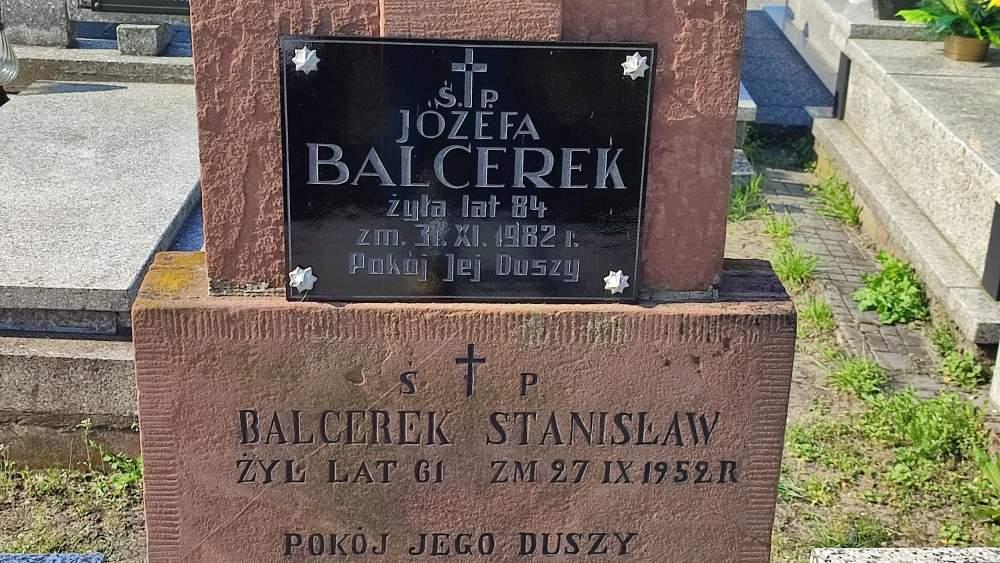 Ś.P.
JÓZEFA
BALCEREK
żyła lat 84
zm. 31. XI. 1982 r.
Pokój Jej Duszy
S P
BALCEREK STANISŁAW
ŻYŁ LAT 61 ZM 27 IX 1952 R
POKÓJ JEGO DUSZY